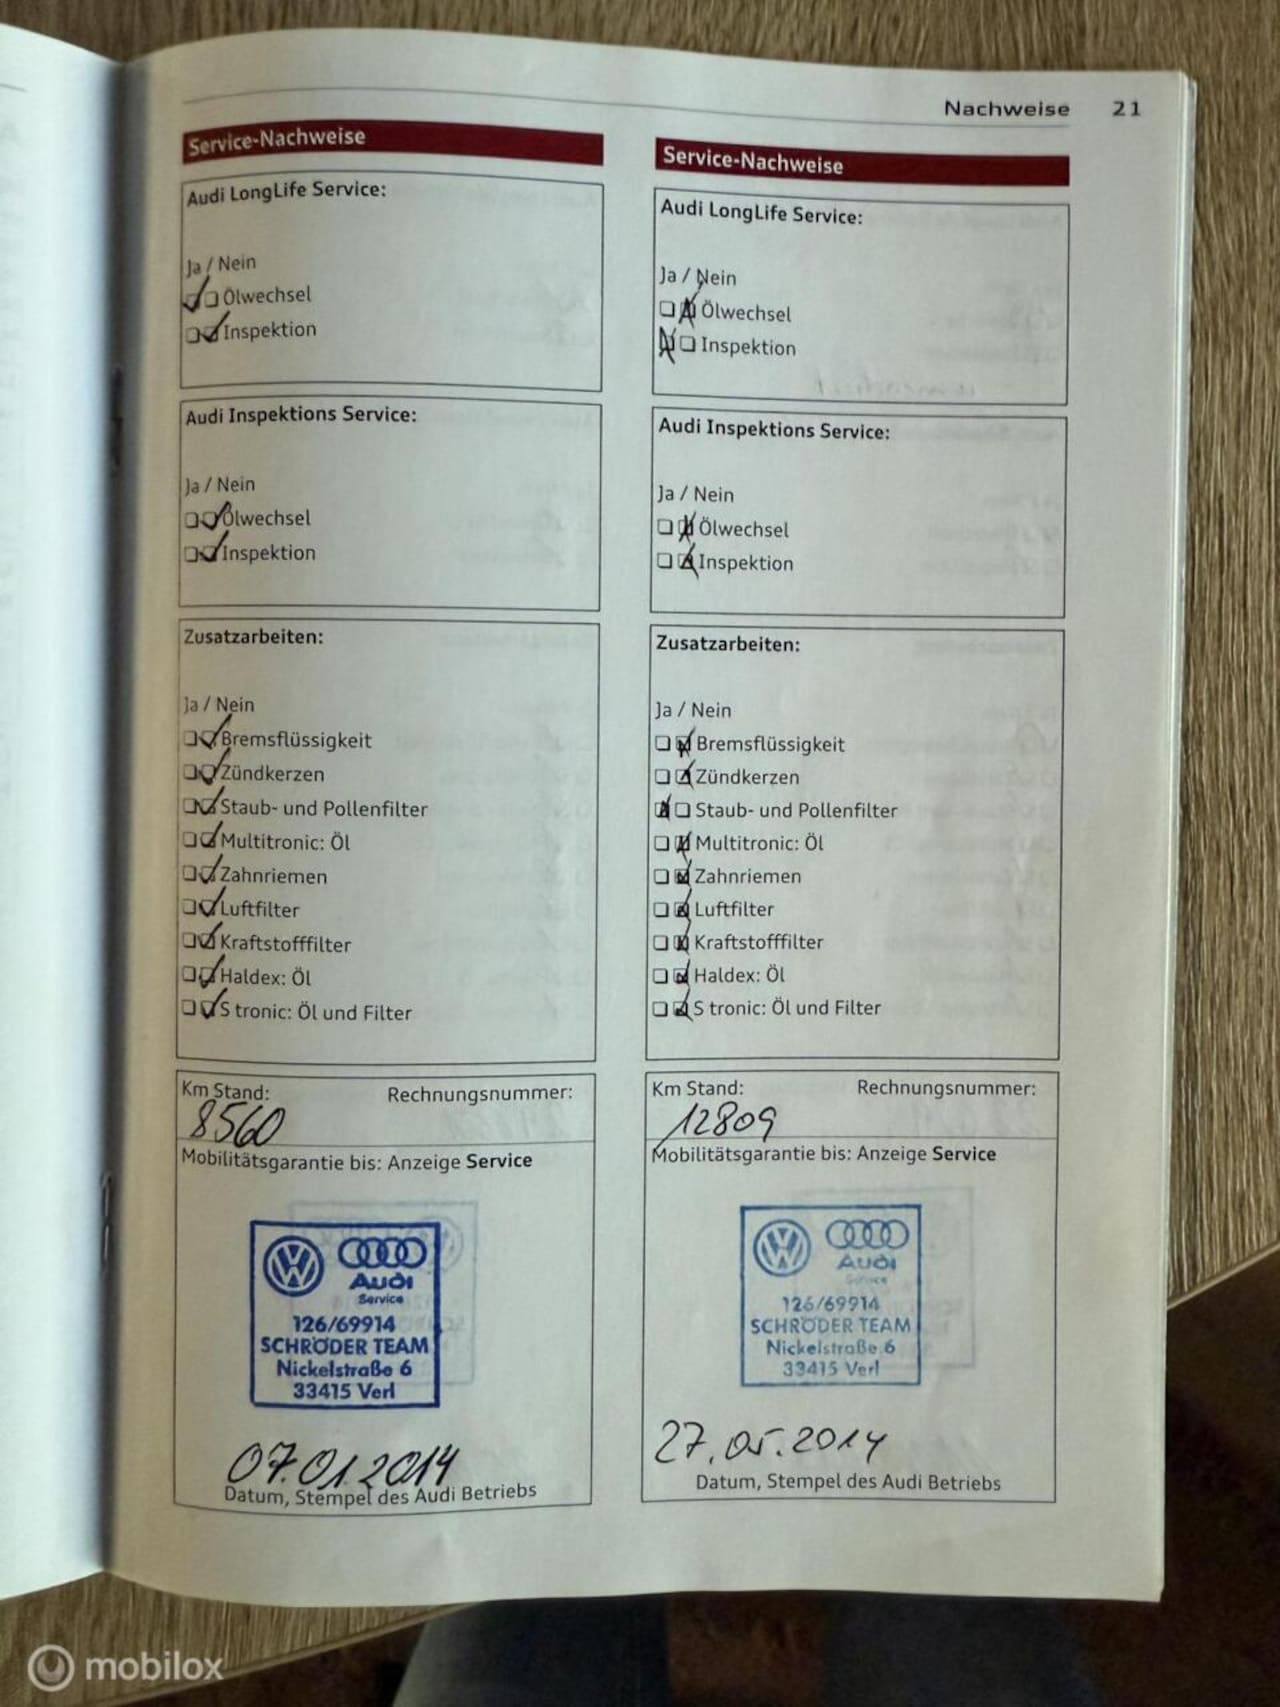 Nachweise 21
Service-Nachweise
Audi LongLife Service:
Ja / Nein
Ölwechsel
Inspektion
Audi Inspektions Service:
Ja / Nein
Ölwechsel
Inspektion
Zusatzarbeiten:
Ja / Nein
Bremsflüssigkeit
Zündkerzen
Staub- und Pollenfilter
Multitronic: Öl
Zahnriemen
Luftfilter
Kraftstofffilter
Haldex: Öl
S tronic: Öl und Filter
Km Stand: Rechnungsnummer:
8560
Mobilitätsgarantie bis: Anzeige Service
VW Audi
Service
126/69914
SCHRÖDER TEAM
Nickelstraße 6
33415 Verl
07.01.2014
Datum, Stempel des Audi Betriebs
Service-Nachweise
Audi LongLife Service:
Ja / Nein
Ölwechsel
Inspektion
Audi Inspektions Service:
Ja / Nein
Ölwechsel
Inspektion
Zusatzarbeiten:
Ja / Nein
Bremsflüssigkeit
Zündkerzen
Staub- und Pollenfilter
Multitronic: Öl
Zahnriemen
Luftfilter
Kraftstofffilter
Haldex: Öl
S tronic: Öl und Filter
Km Stand: Rechnungsnummer:
12809
Mobilitätsgarantie bis: Anzeige Service
VW Audi
Service
126/69914
SCHRÖDER TEAM
Nickelstraße 6
33415 Verl
27.05.2014
Datum, Stempel des Audi Betriebs
mobilox